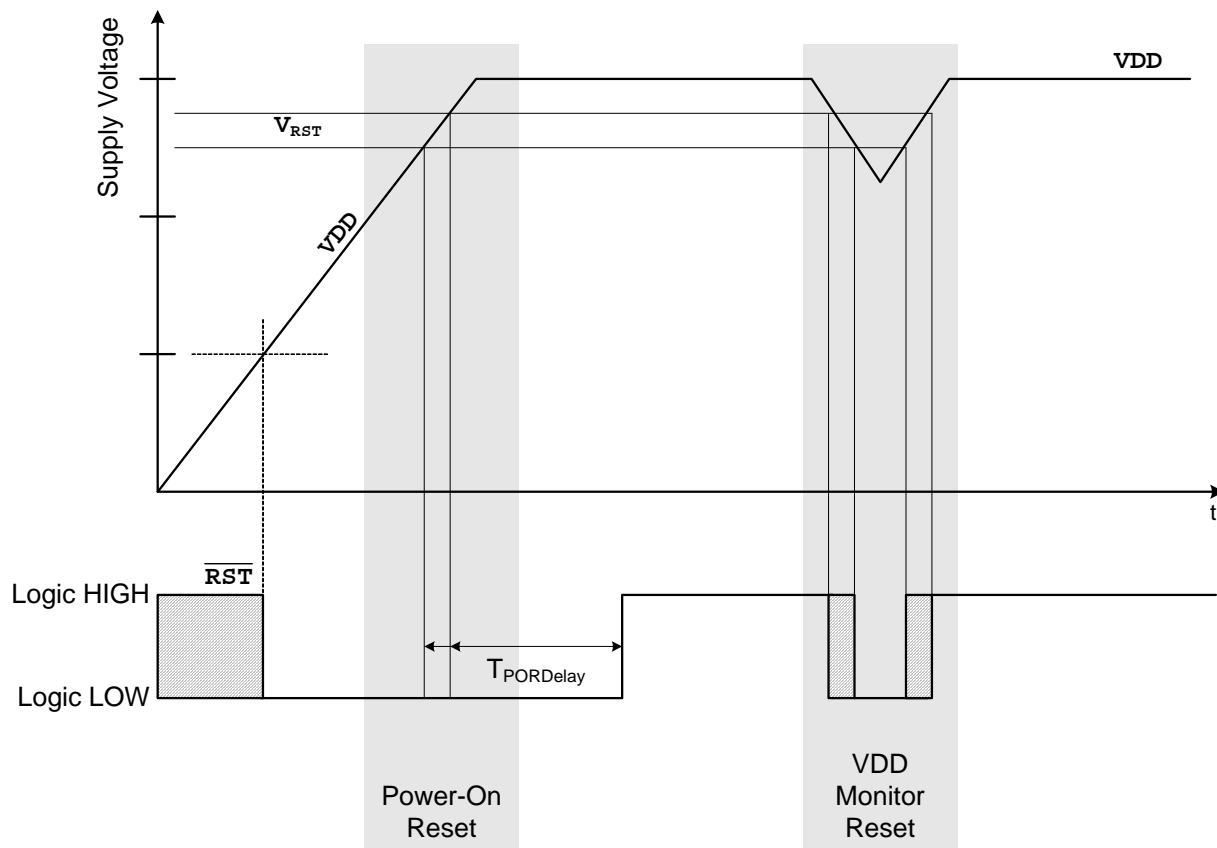 Supply Voltage
VDD
V_RST
VDD
t
RST
Logic HIGH
T_PORDelay
Logic LOW
Power-On
Reset
VDD
Monitor
Reset